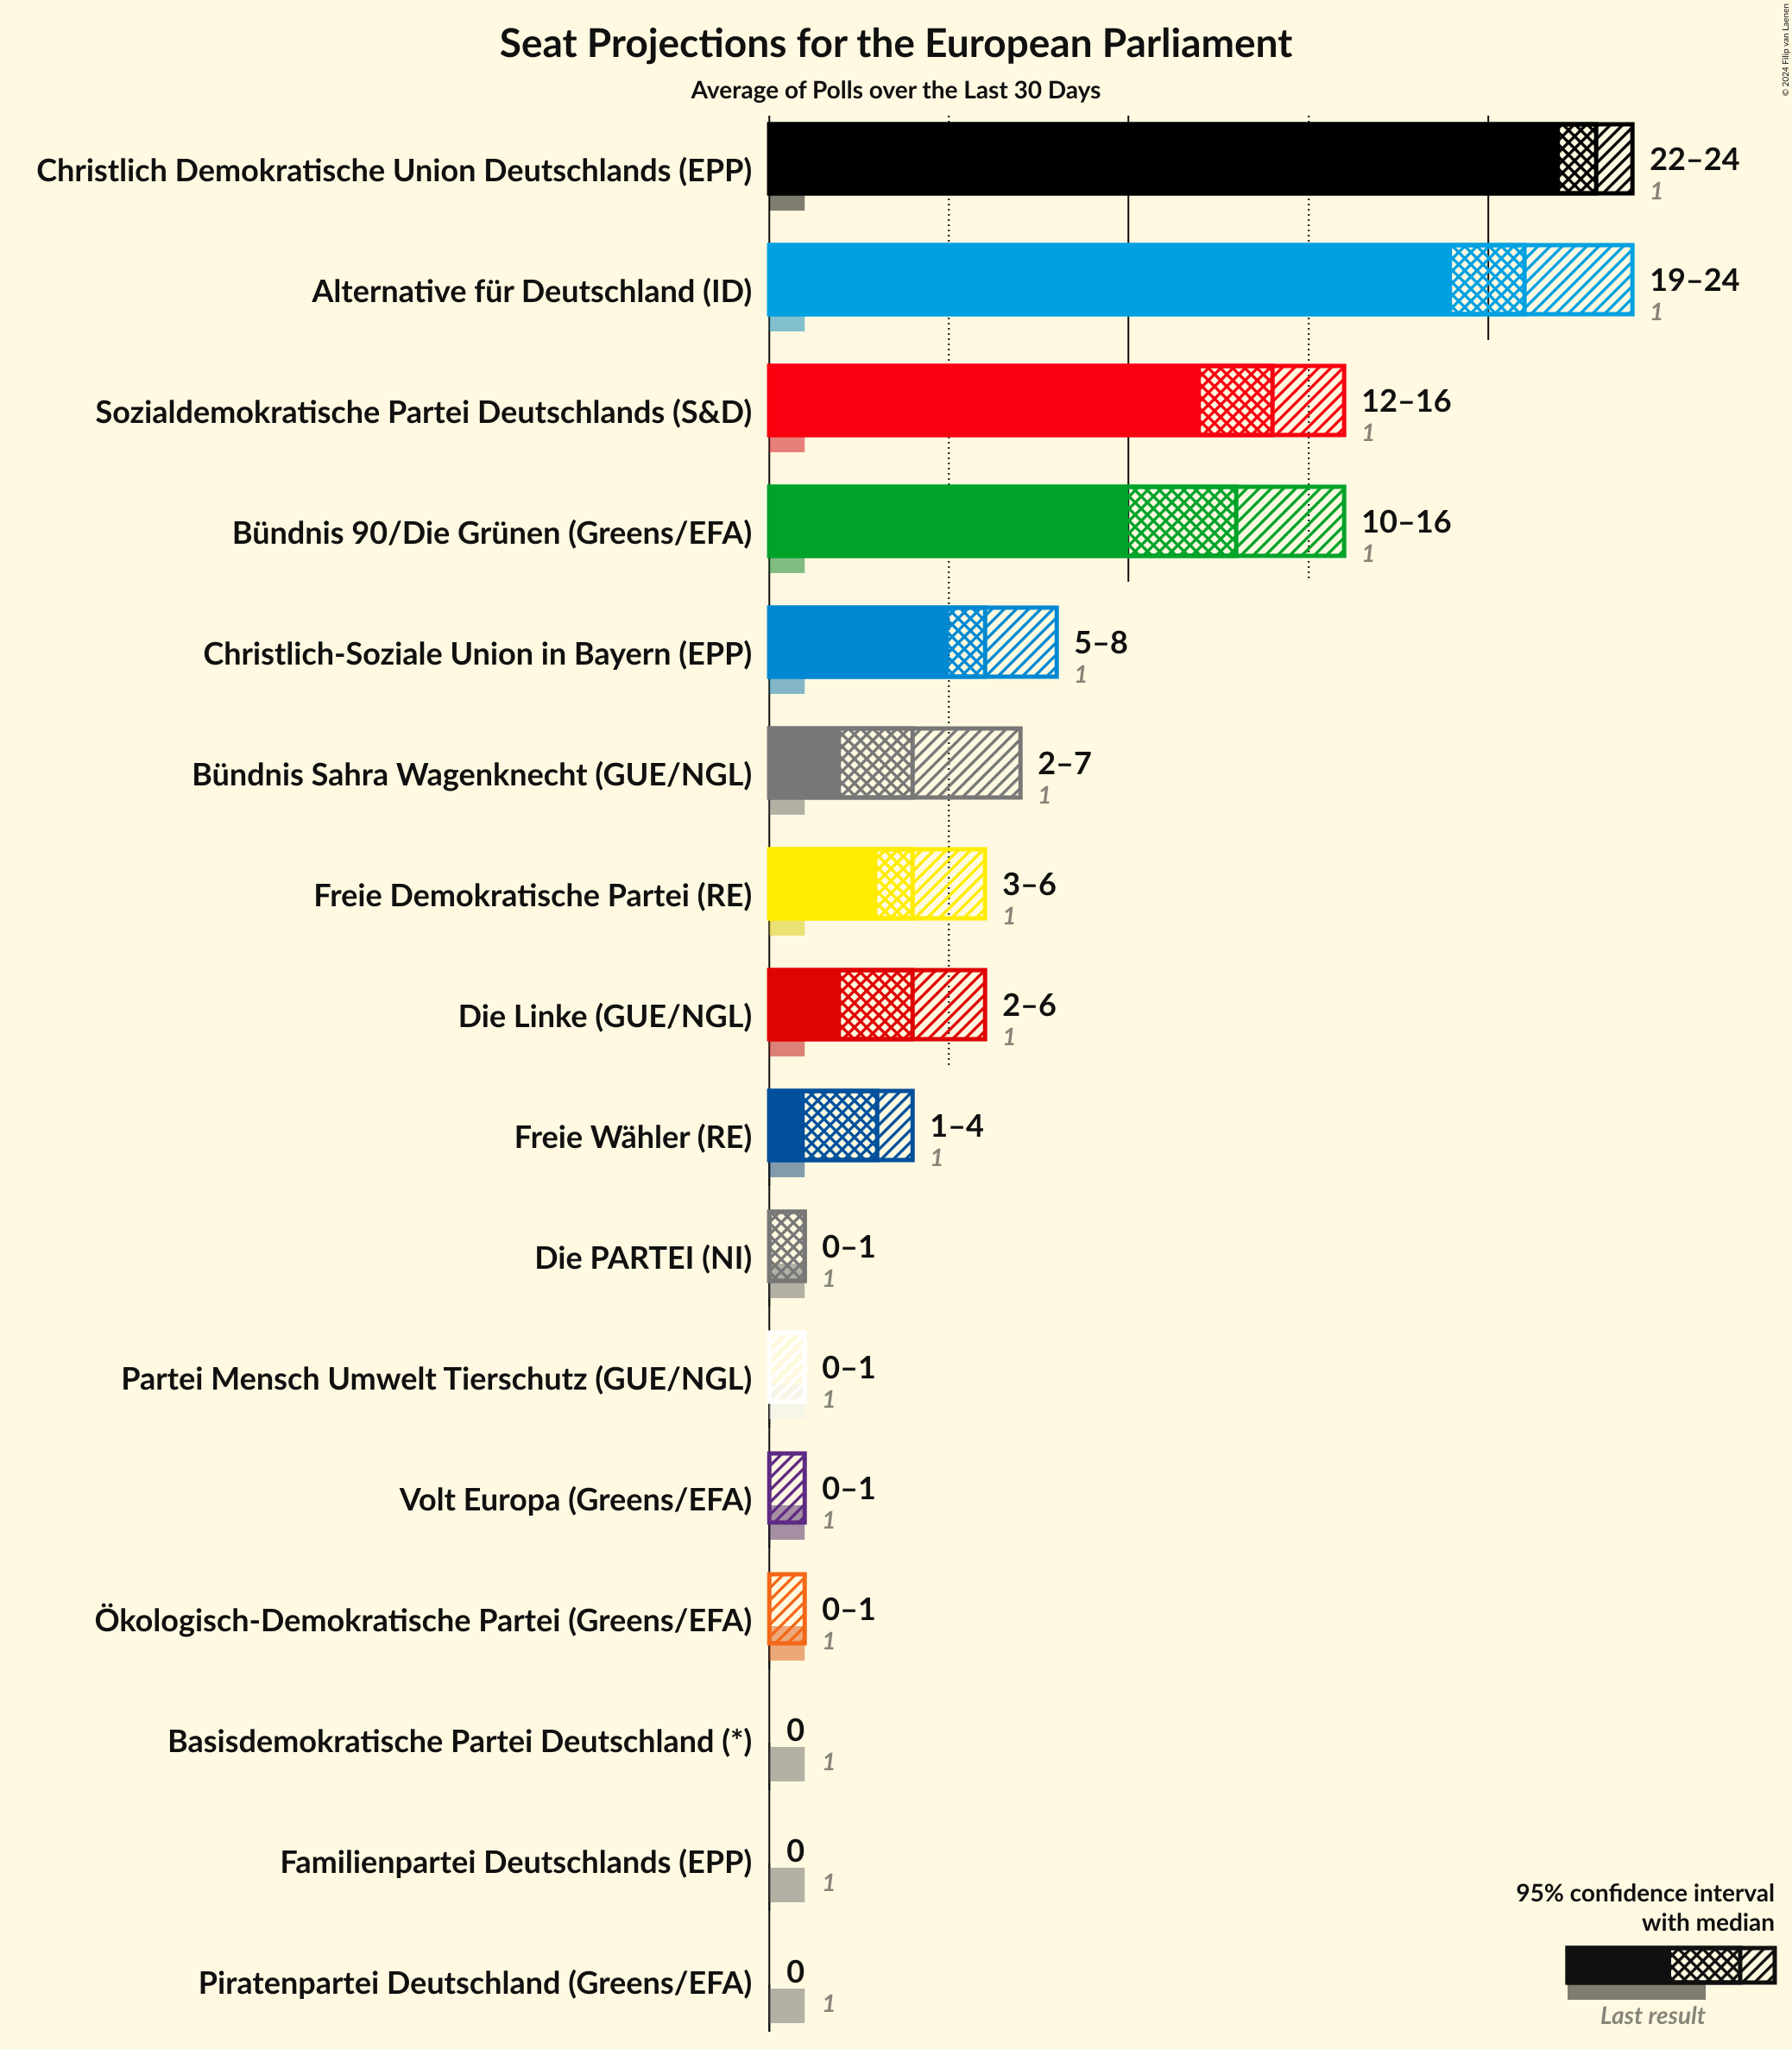 Seat Projections for the European Parliament
Average of Polls over the Last 30 Days
© 2024 Filip van Laenen
Christlich Demokratische Union Deutschlands (EPP)
22–24
1
Alternative für Deutschland (ID)
19–24
1
Sozialdemokratische Partei Deutschlands (S&D)
12–16
1
Bündnis 90/Die Grünen (Greens/EFA)
10–16
1
Christlich-Soziale Union in Bayern (EPP)
5–8
1
Bündnis Sahra Wagenknecht (GUE/NGL)
2–7
1
Freie Demokratische Partei (RE)
3–6
1
Die Linke (GUE/NGL)
2–6
1
Freie Wähler (RE)
1–4
1
Die PARTEI (NI)
0–1
1
Partei Mensch Umwelt Tierschutz (GUE/NGL)
0–1
1
Volt Europa (Greens/EFA)
0–1
1
Ökologisch-Demokratische Partei (Greens/EFA)
0–1
1
Basisdemokratische Partei Deutschland (*)
0
1
Familienpartei Deutschlands (EPP)
0
1
Piratenpartei Deutschland (Greens/EFA)
0
1
95% confidence interval
with median
Last result